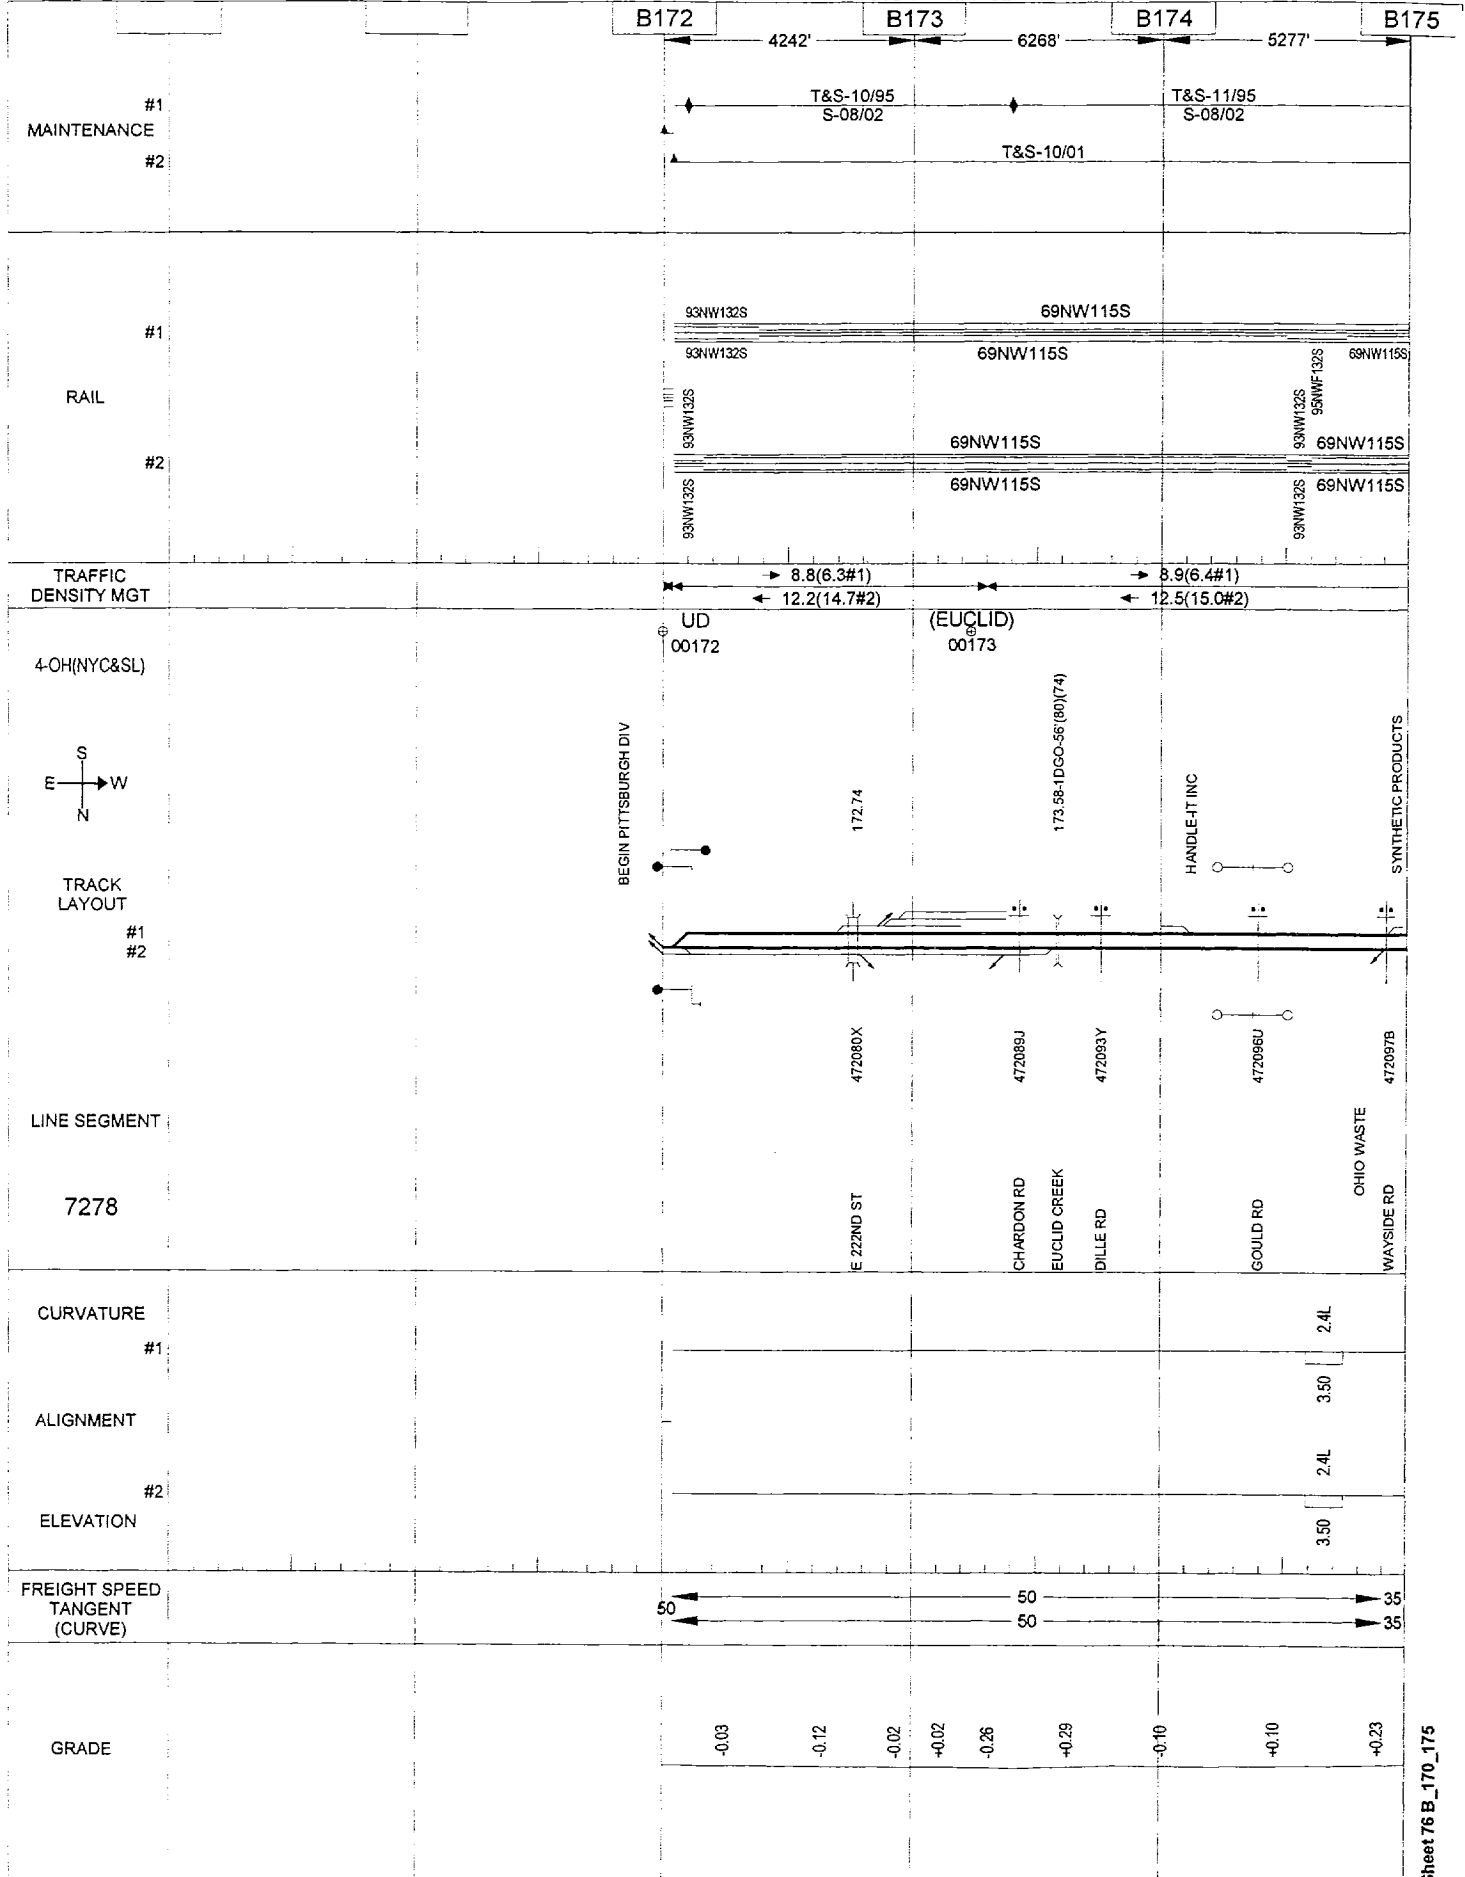 B172 B173 B174 B175
4242' 6268' 5277'
MAINTENANCE
#1
#2
T&S-10/95
S-08/02
T&S-11/95
S-08/02
T&S-10/01
RAIL
#1
#2
93NW132S 69NW115S
93NW132S 69NW115S 95NWF132S 69NW115S
93NW132S 69NW115S 93NW132S 69NW115S
93NW132S 69NW115S 93NW132S 69NW115S
TRAFFIC
DENSITY MGT
8.8(6.3#1) 8.9(6.4#1)
12.2(14.7#2) 12.5(15.0#2)
UD
00172
(EUCLID)
00173
4-OH(NYC&SL)
S
E W
N
BEGIN PITTSBURGH DIV
172.74
173.58-1DGO-56'(80)(74)
HANDLE-IT INC
SYNTHETIC PRODUCTS
TRACK
LAYOUT
#1
#2
472080X
472089J
472093Y
472096U
472097B
LINE SEGMENT
7278
E 222ND ST
CHARDON RD
EUCLID CREEK
DILLE RD
GOULD RD
OHIO WASTE
WAYSIDE RD
CURVATURE
#1
2.4L
3.50
ALIGNMENT
#2
2.4L
3.50
ELEVATION
FREIGHT SPEED
TANGENT
(CURVE)
50
50 35
50 35
GRADE
-0.03
-0.12
-0.02
+0.02
-0.26
+0.29
-0.10
+0.10
+0.23
Sheet 76 B_170_175